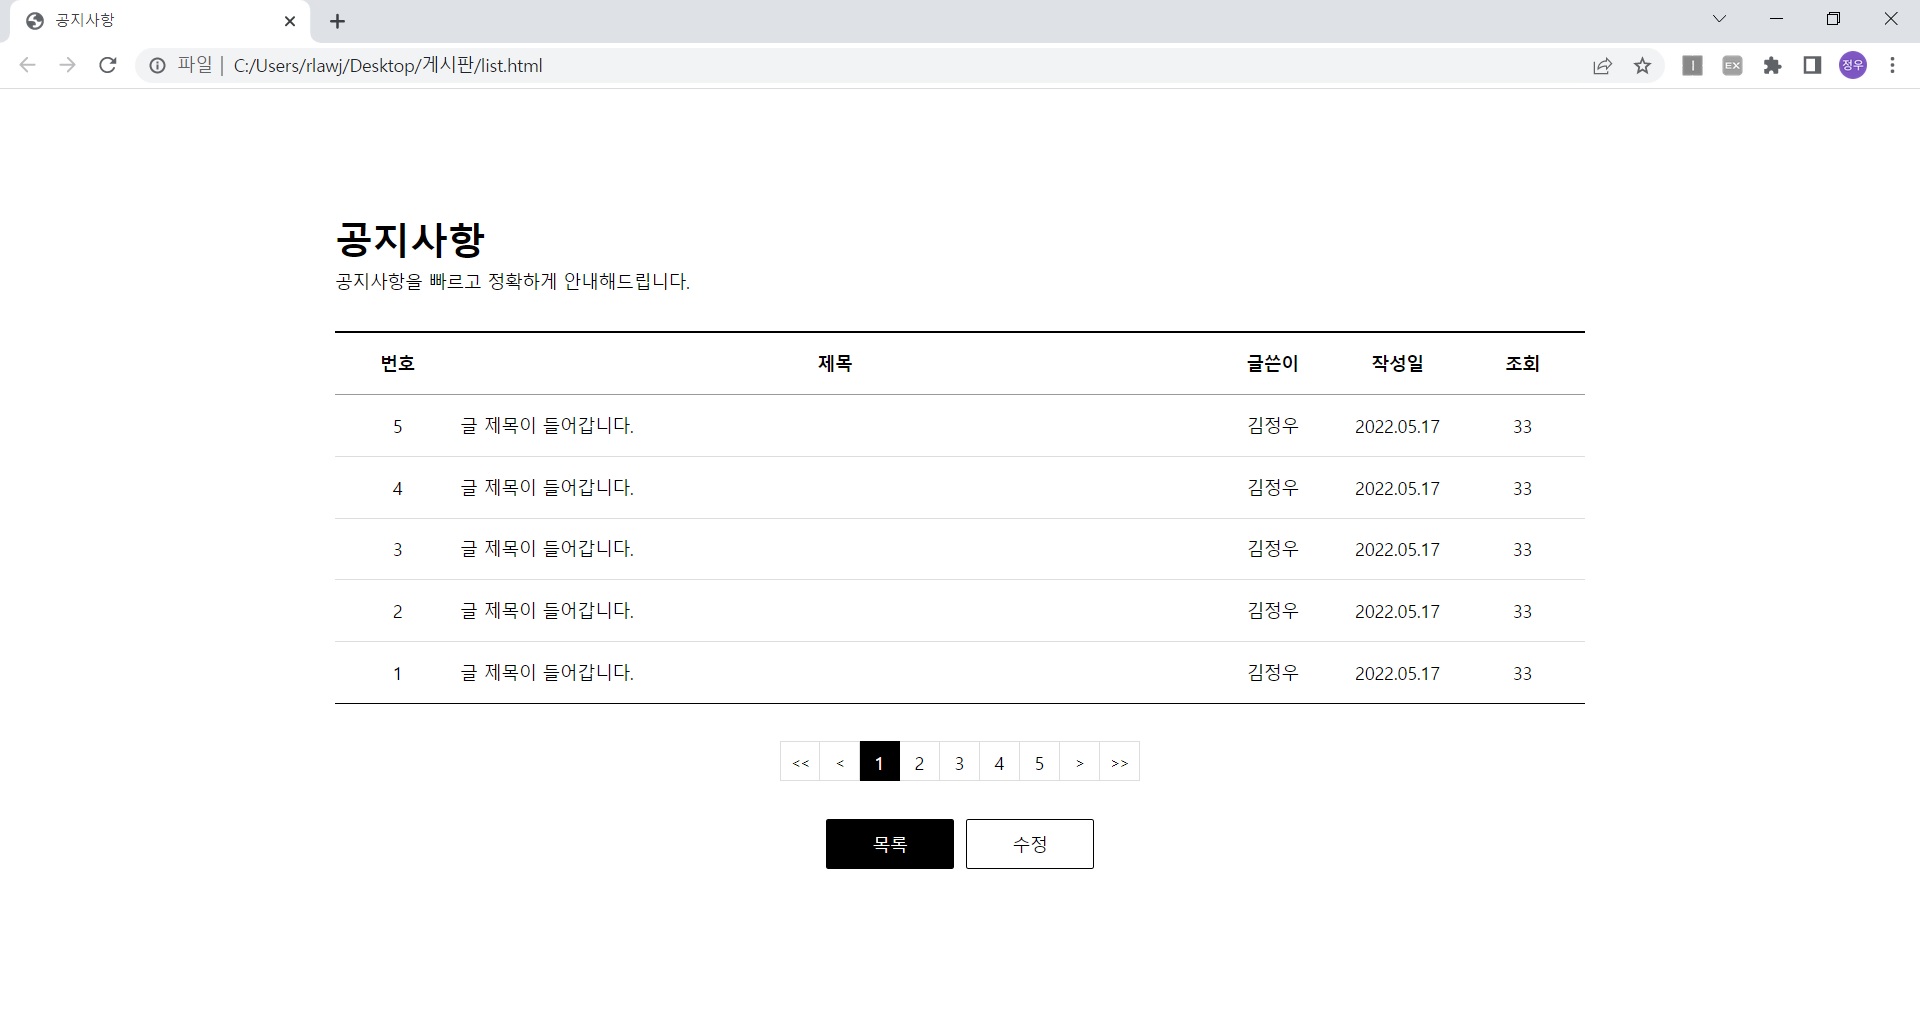 공지사항
파일 | C:/Users/rlawj/Desktop/게시판/list.html
EX
정우
공지사항
공지사항을 빠르고 정확하게 안내해드립니다.
번호 제목 글쓴이 작성일 조회
5 글 제목이 들어갑니다. 김정우 2022.05.17 33
4 글 제목이 들어갑니다. 김정우 2022.05.17 33
3 글 제목이 들어갑니다. 김정우 2022.05.17 33
2 글 제목이 들어갑니다. 김정우 2022.05.17 33
1 글 제목이 들어갑니다. 김정우 2022.05.17 33
<< < 1 2 3 4 5 > >>
목록 수정